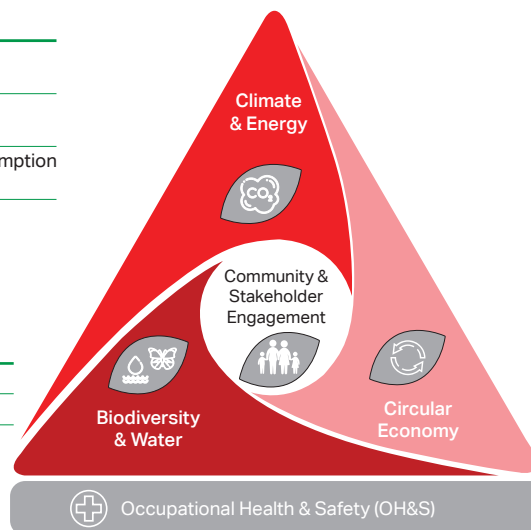 Climate
& Energy
mption
CO₂
Community &
Stakeholder
Engagement
Biodiversity
& Water
Circular
Economy
Occupational Health & Safety (OH&S)